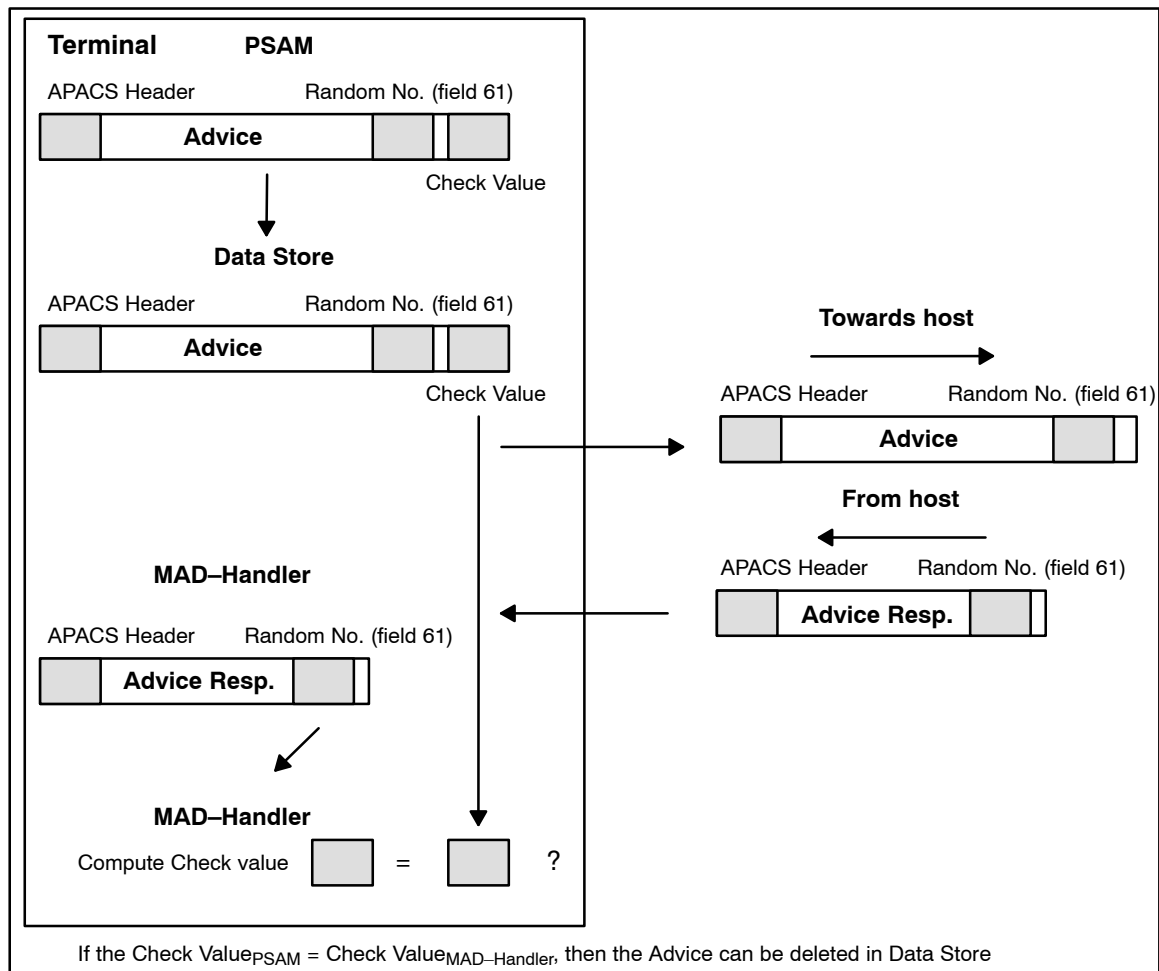 Terminal PSAM
APACS Header Random No. (field 61)
Advice
Check Value
Data Store
APACS Header Random No. (field 61)
Advice
Check Value
Towards host
APACS Header Random No. (field 61)
Advice
From host
APACS Header Random No. (field 61)
Advice Resp.
MAD–Handler
APACS Header Random No. (field 61)
Advice Resp.
MAD–Handler
Compute Check value = ?
If the Check ValuePSAM = Check ValueMAD–Handler, then the Advice can be deleted in Data Store